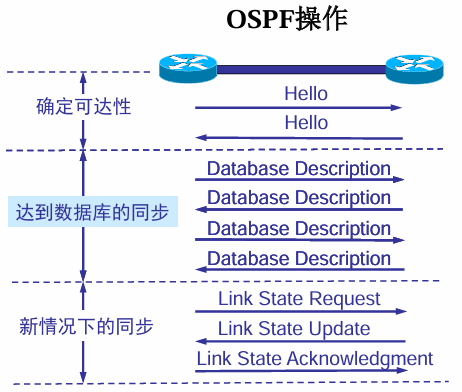 OSPF操作
Hello
确定可达性
Hello
Database Description
Database Description
达到数据库的同步
Database Description
Database Description
Link State Request
新情况下的同步
Link State Update
Link State Acknowledgment